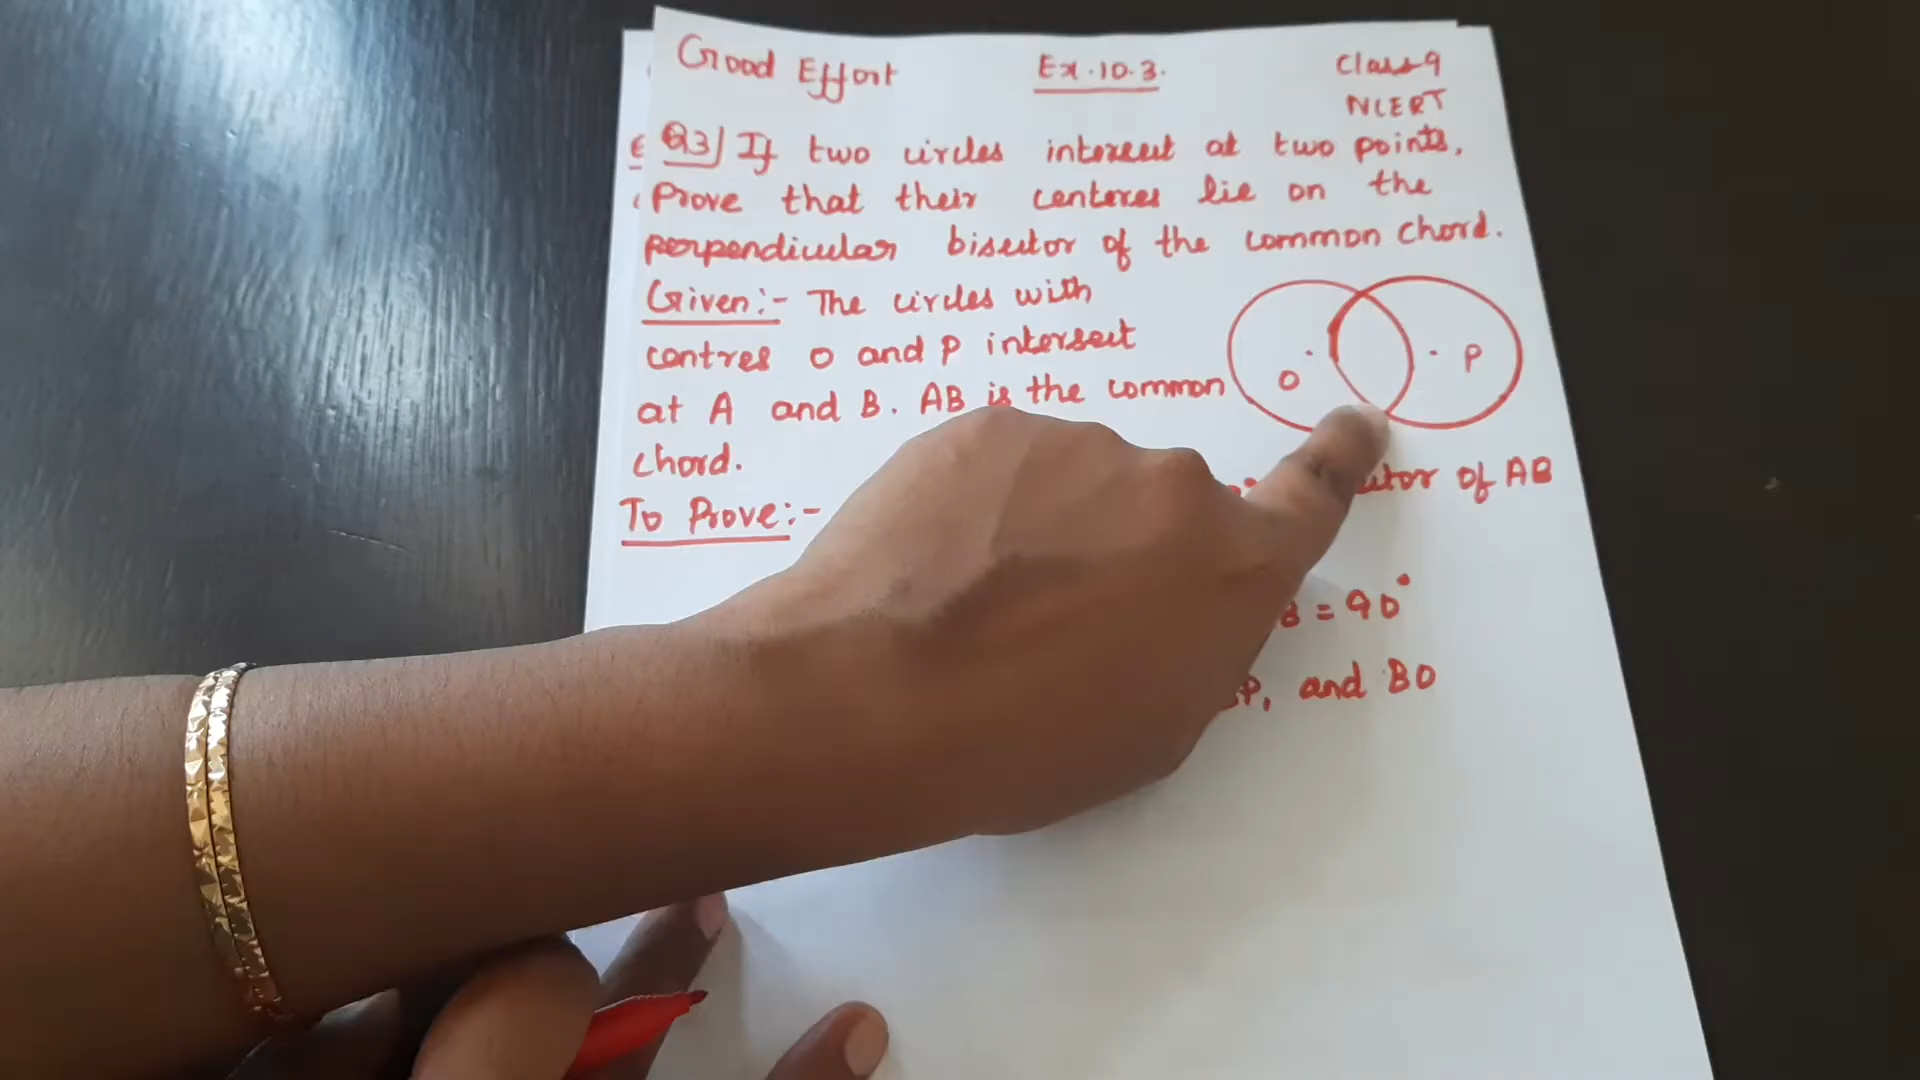 Good Effort Ex.10.3. Class 9
NCERT
Q3) If two circles intersect at two points,
Prove that their centeres lie on the
perpendicular bisector of the common chord.
Given:- The circles with
centres O and P intersect
at A and B. AB is the common
chord.
O P
To Prove:- of AB
B = 90°
P, and BO